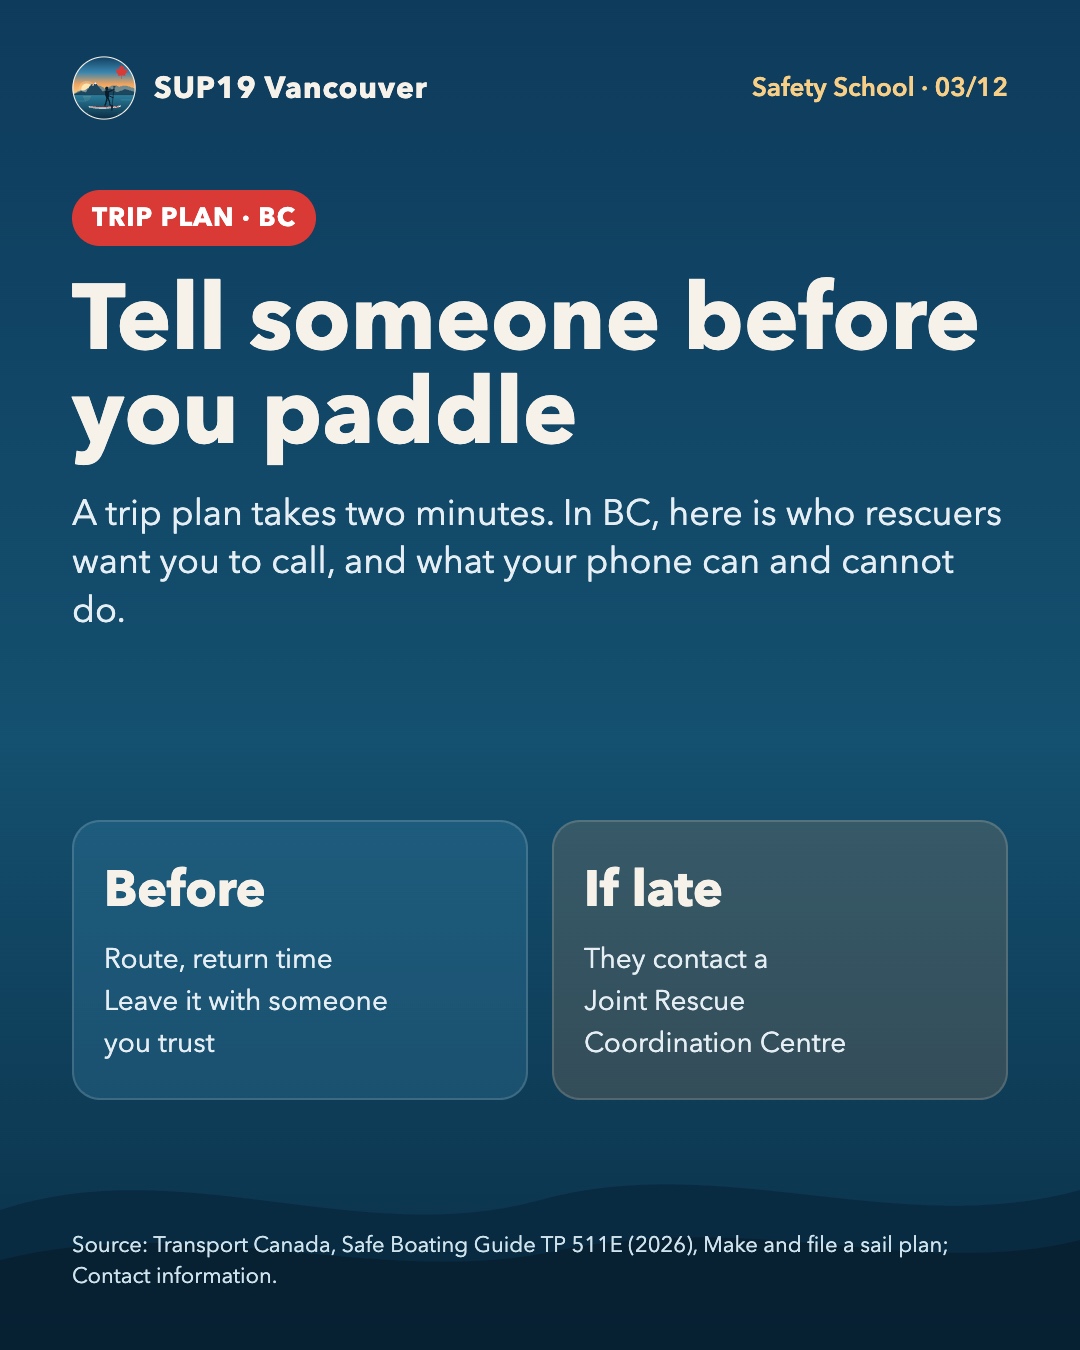 SUP19 Vancouver
Safety School · 03/12
TRIP PLAN · BC
Tell someone before
you paddle
A trip plan takes two minutes. In BC, here is who rescuers
want you to call, and what your phone can and cannot
do.
Before
Route, return time
Leave it with someone
you trust
If late
They contact a
Joint Rescue
Coordination Centre
Source: Transport Canada, Safe Boating Guide TP 511E (2026), Make and file a sail plan;
Contact information.